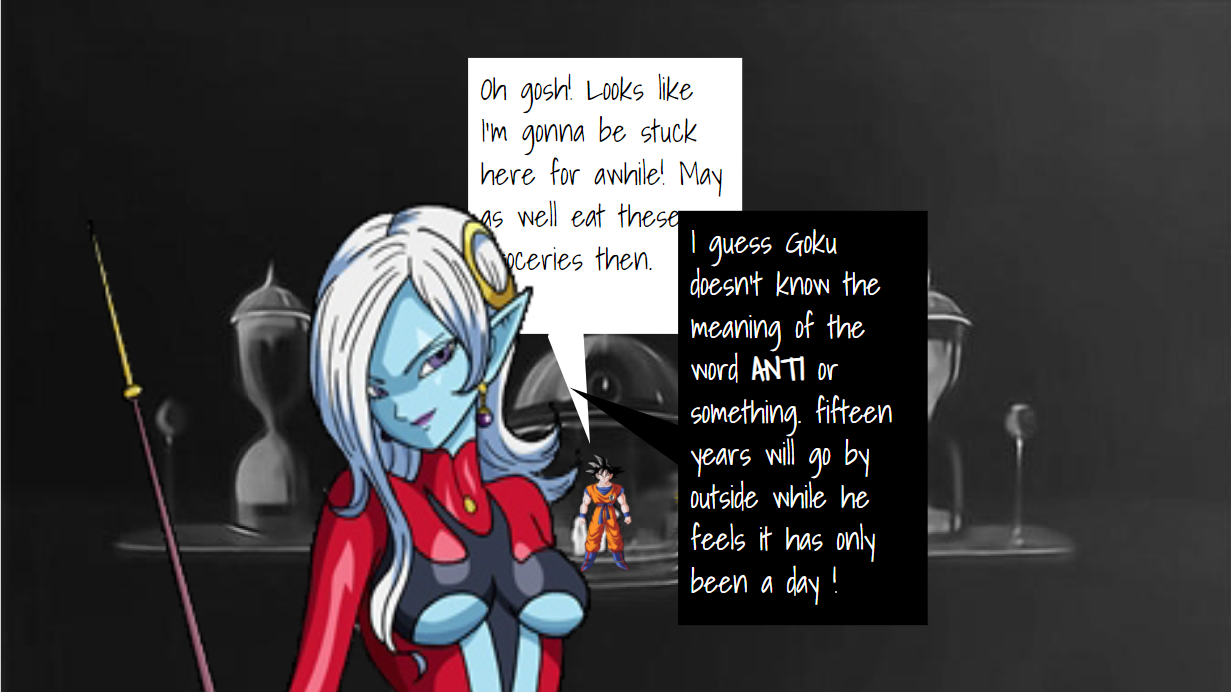 Oh gosh! Looks like
I'm gonna be stuck
here for awhile! May
as well eat these
groceries then.
I guess Goku
doesn't know the
meaning of the
word ANTI or
something. fifteen
years will go by
outside while he
feels it has only
been a day !